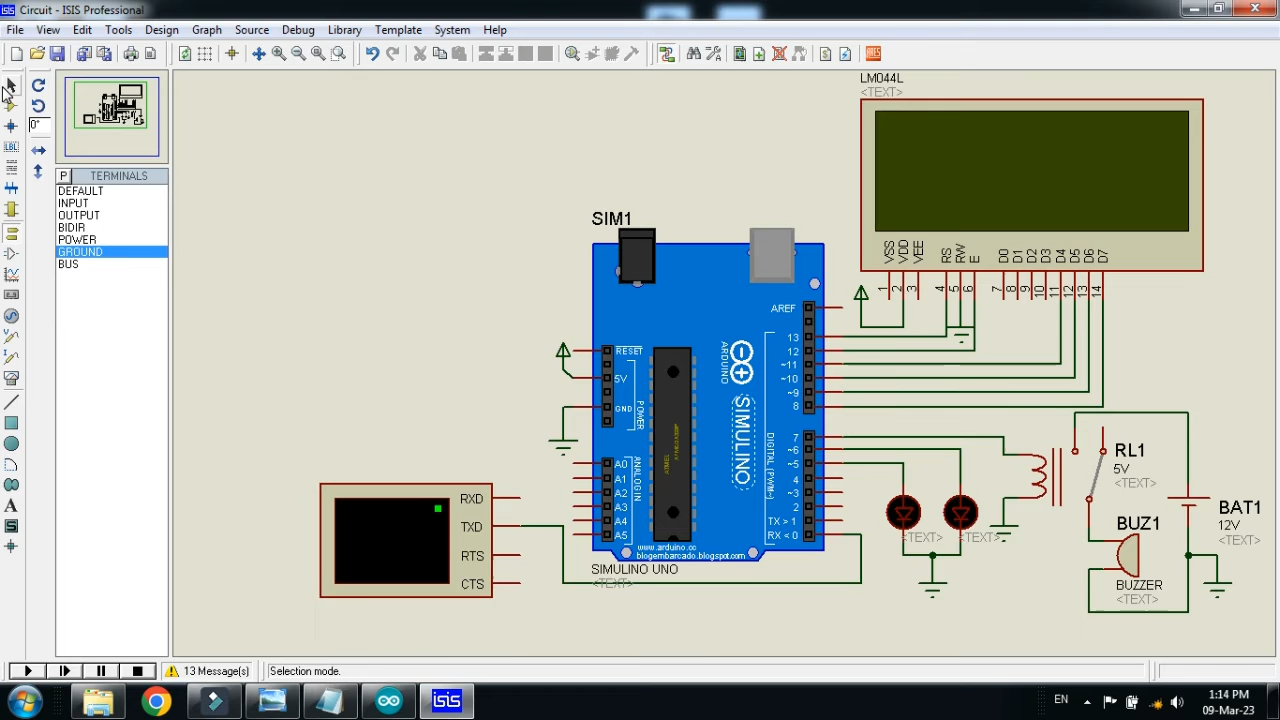 Circuit - ISIS Professional
File View Edit Tools Design Graph Source Debug Library Template System Help
ARES
0°
LBL
P TERMINALS
DEFAULT
INPUT
OUTPUT
BIDIR
POWER
GROUND
BUS
LM044L
<TEXT>
VSS VDD VEE RS RW E D0 D1 D2 D3 D4 D5 D6 D7
1 2 3 4 5 6 7 8 9 10 11 12 13 14
SIM1
AREF
13
12
~11
~10
~9
8
7
~6
~5
4
~3
2
TX > 1
RX < 0
RESET
5V
GND
POWER
A0
A1
A2
A3
A4
A5
ANALOG IN
ARDUINO
SIMULINO
DIGITAL (PWM~)
ATMEL
www.arduino.cc
blogembarcado.blogspot.com
SIMULINO UNO
<TEXT>
RXD
TXD
RTS
CTS
<TEXT>
<TEXT>
RL1
5V
<TEXT>
BUZ1
BUZZER
<TEXT>
BAT1
12V
<TEXT>
13 Message(s)
Selection mode.
isis
EN
1:14 PM
09-Mar-23